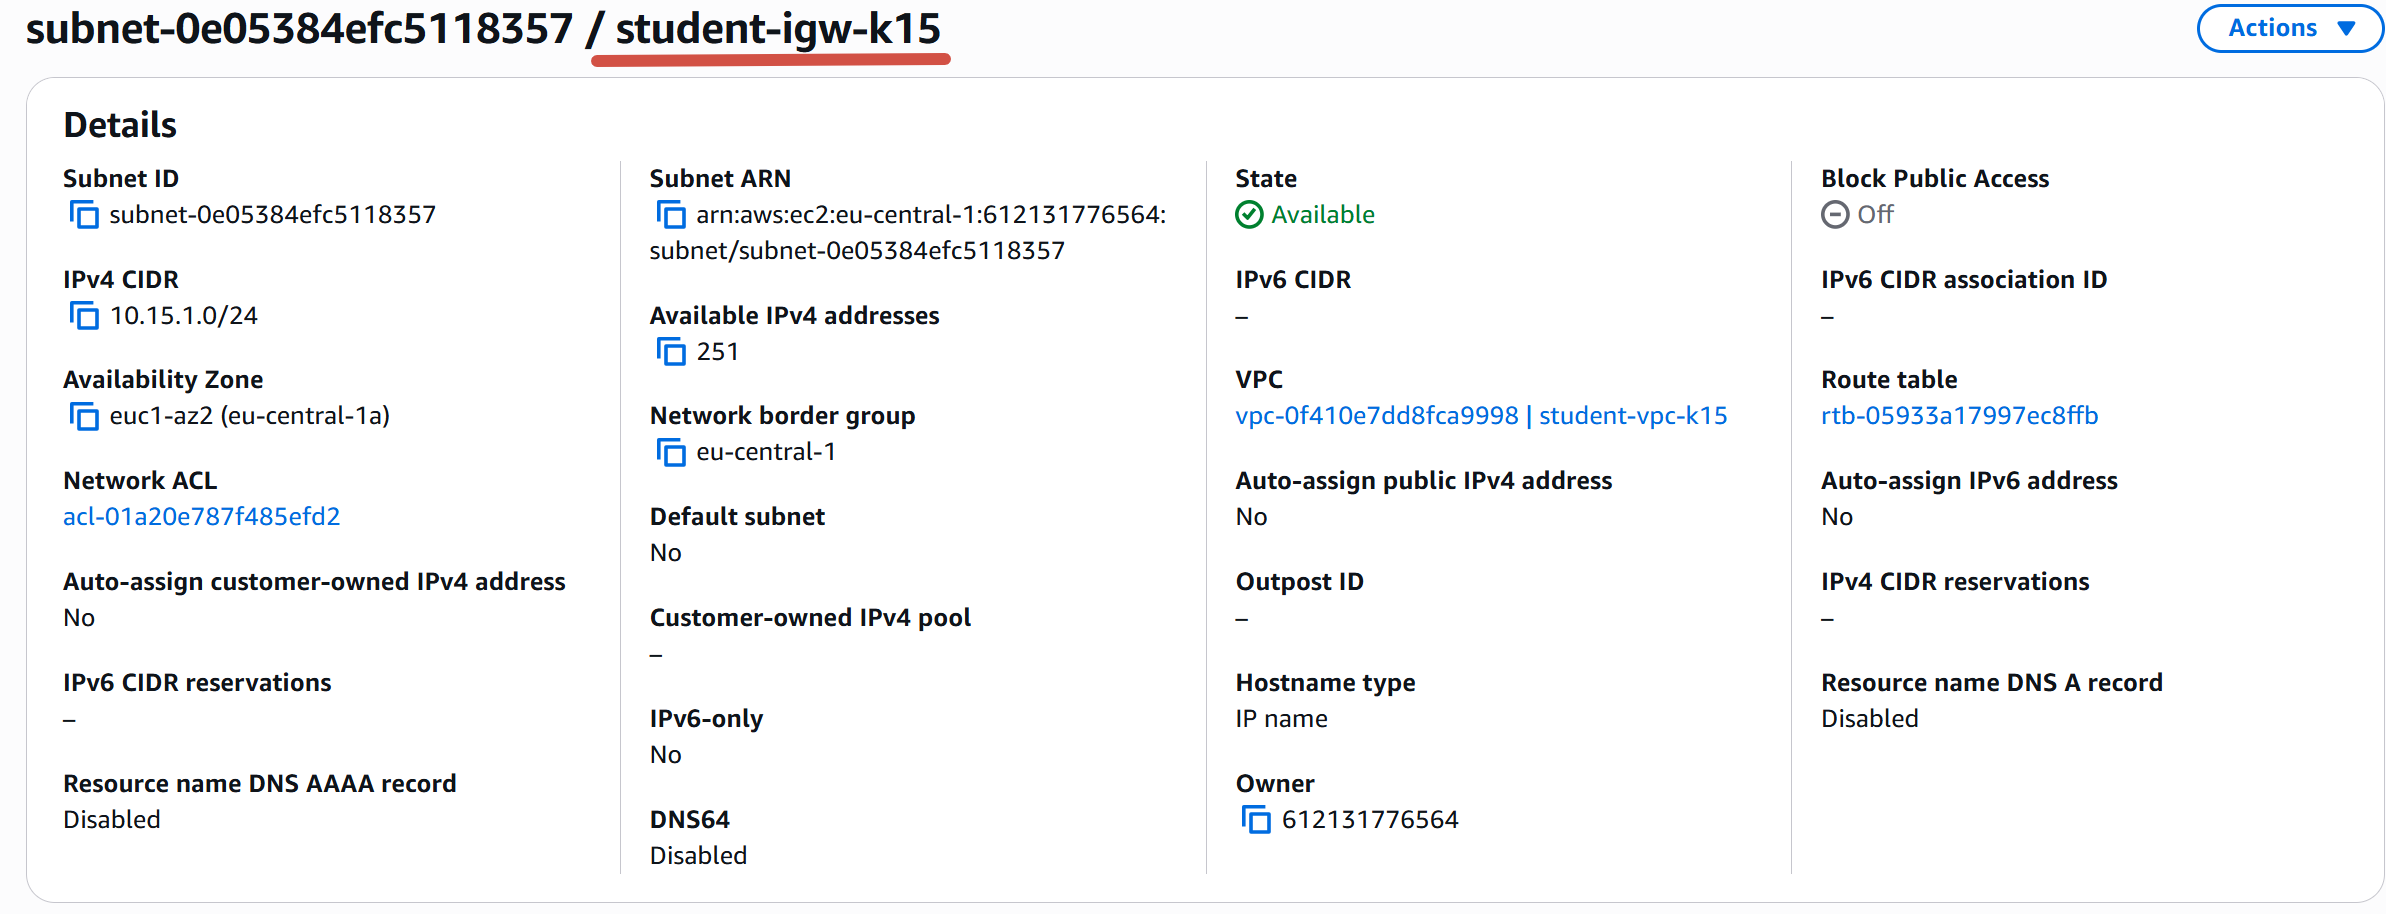 subnet-0e05384efc5118357 / student-igw-k15
Actions
Details
Subnet ID
subnet-0e05384efc5118357
IPv4 CIDR
10.15.1.0/24
Availability Zone
euc1-az2 (eu-central-1a)
Network ACL
acl-01a20e787f485efd2
Auto-assign customer-owned IPv4 address
No
IPv6 CIDR reservations
–
Resource name DNS AAAA record
Disabled
Subnet ARN
arn:aws:ec2:eu-central-1:612131776564:
subnet/subnet-0e05384efc5118357
Available IPv4 addresses
251
Network border group
eu-central-1
Default subnet
No
Customer-owned IPv4 pool
–
IPv6-only
No
DNS64
Disabled
State
Available
IPv6 CIDR
–
VPC
vpc-0f410e7dd8fca9998 | student-vpc-k15
Auto-assign public IPv4 address
No
Outpost ID
–
Hostname type
IP name
Owner
612131776564
Block Public Access
Off
IPv6 CIDR association ID
–
Route table
rtb-05933a17997ec8ffb
Auto-assign IPv6 address
No
IPv4 CIDR reservations
–
Resource name DNS A record
Disabled